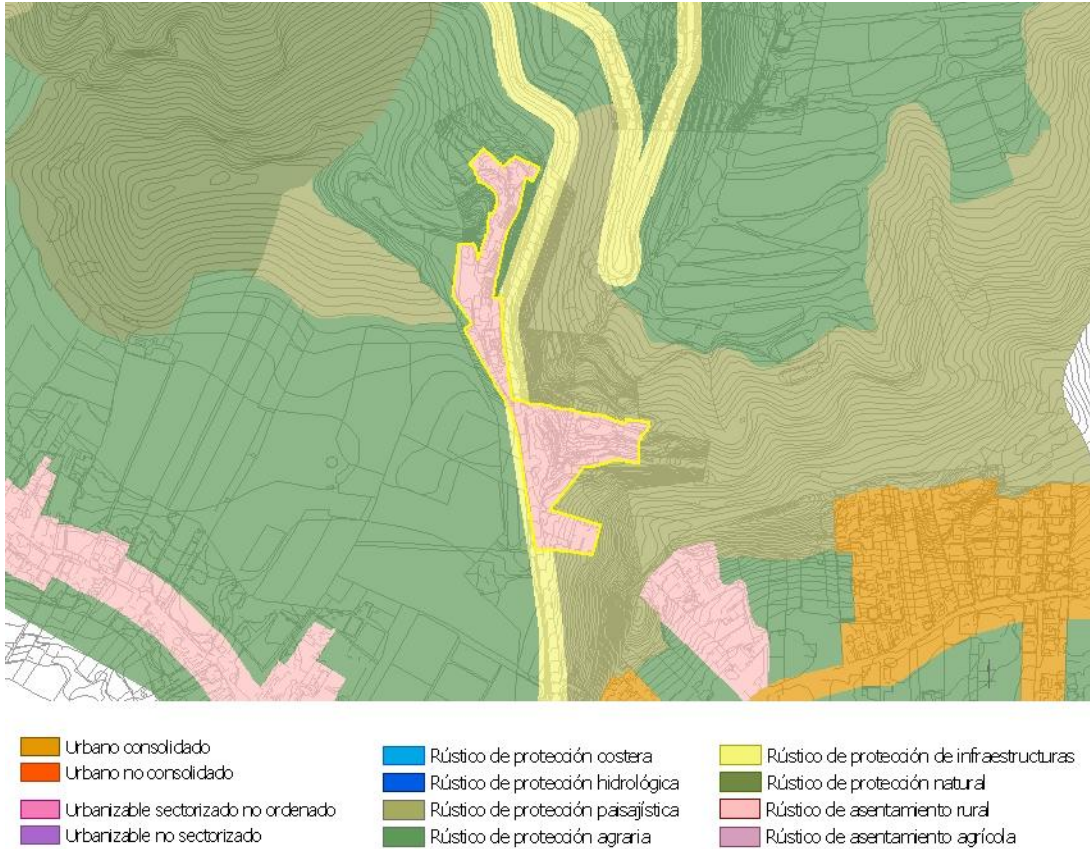 Urbano consolidado
Urbano no consolidado
Urbanizable sectorizado no ordenado
Urbanizable no sectorizado
Rústico de protección costera
Rústico de protección hidrológica
Rústico de protección paisajística
Rústico de protección agraria
Rústico de protección de infraestructuras
Rústico de protección natural
Rústico de asentamiento rural
Rústico de asentamiento agrícola